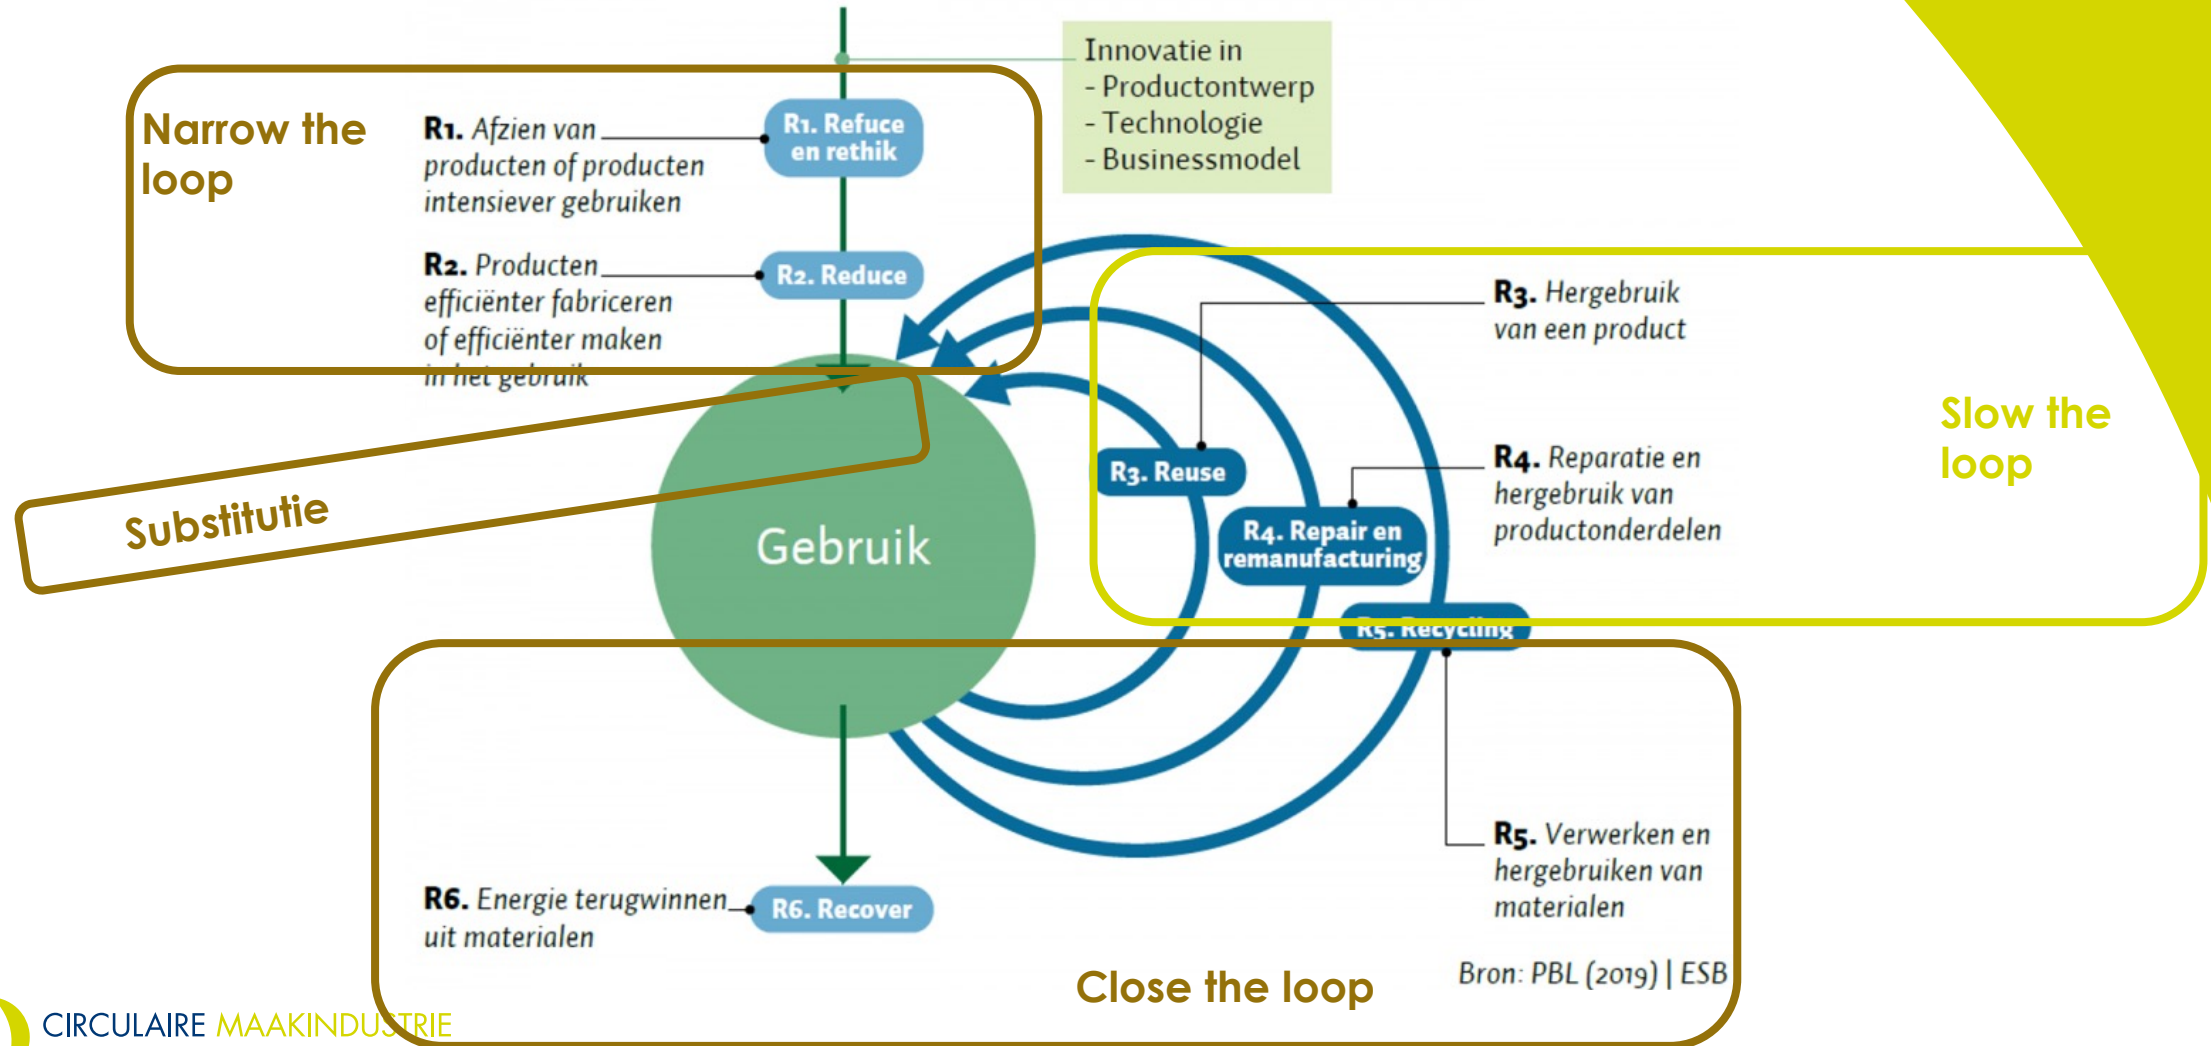 Innovatie in
- Productontwerp
- Technologie
- Businessmodel
Narrow the
loop
R1. Afzien van
producten of producten
intensiever gebruiken
R1. Refuce
en rethik
R2. Producten
efficiënter fabriceren
of efficiënter maken
in het gebruik
R2. Reduce
Substitutie
Gebruik
R3. Hergebruik
van een product
R3. Reuse
Slow the
loop
R4. Reparatie en
hergebruik van
productonderdelen
R4. Repair en
remanufacturing
R5. Recycling
R5. Verwerken en
hergebruiken van
materialen
R6. Energie terugwinnen
uit materialen
R6. Recover
Close the loop
Bron: PBL (2019) | ESB
CIRCULAIRE MAAKINDUSTRIE